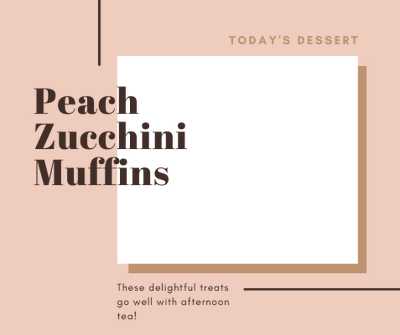 TODAY'S DESSERT
Peach
Zucchini
Muffins
These delightful treats
go well with afternoon
tea!